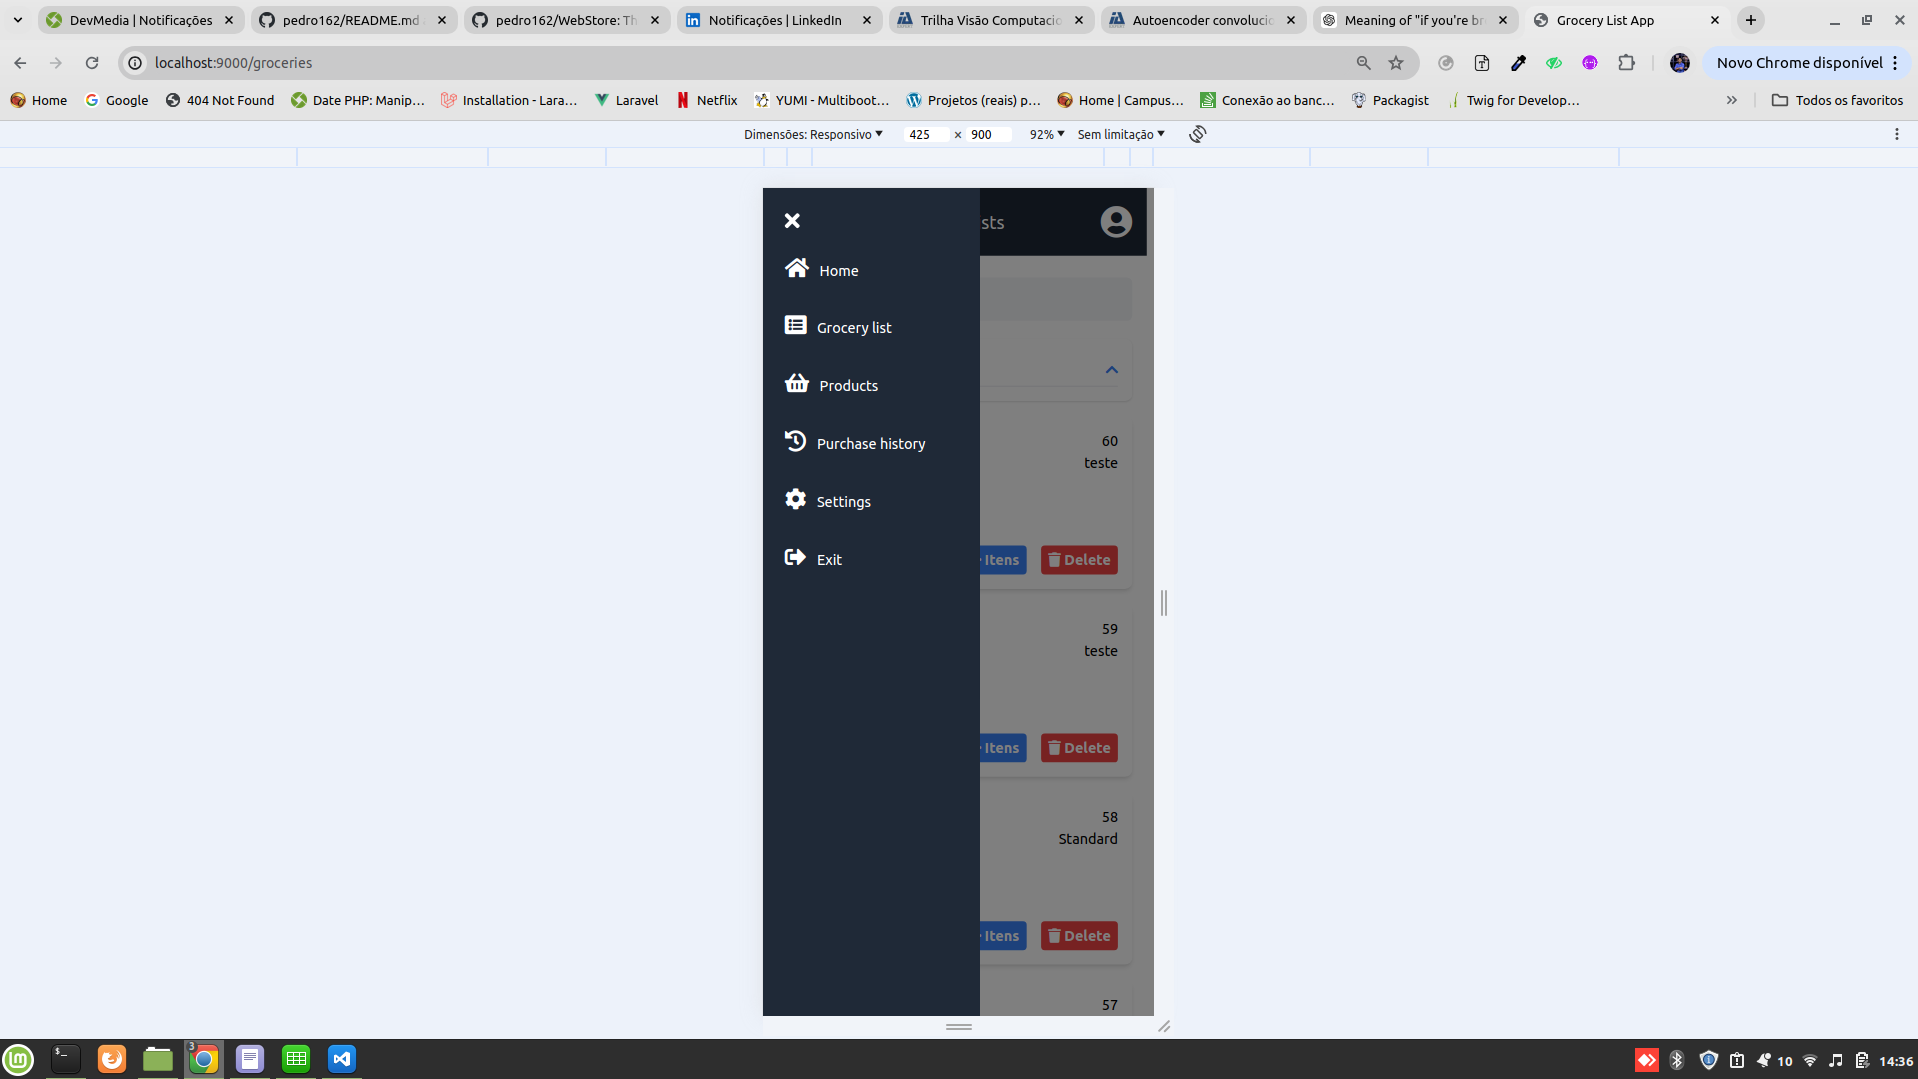 DevMedia | Notificações
pedro162/README.md
pedro162/WebStore: Th
Notificações | LinkedIn
Trilha Visão Computacio
Autoencoder convolucio
Meaning of "if you're br
Grocery List App
localhost:9000/groceries
Novo Chrome disponível
Home
Google
404 Not Found
Date PHP: Manip...
Installation - Lara...
Laravel
Netflix
YUMI - Multiboot...
Projetos (reais) p...
Home | Campus...
Conexão ao banc...
Packagist
Twig for Develop...
Todos os favoritos
Dimensões: Responsivo
425 × 900
92%
Sem limitação
sts
Home
Grocery list
Products
Purchase history
Settings
Exit
60
teste
Itens
Delete
59
teste
Itens
Delete
58
Standard
Itens
Delete
57
3
10
14:36